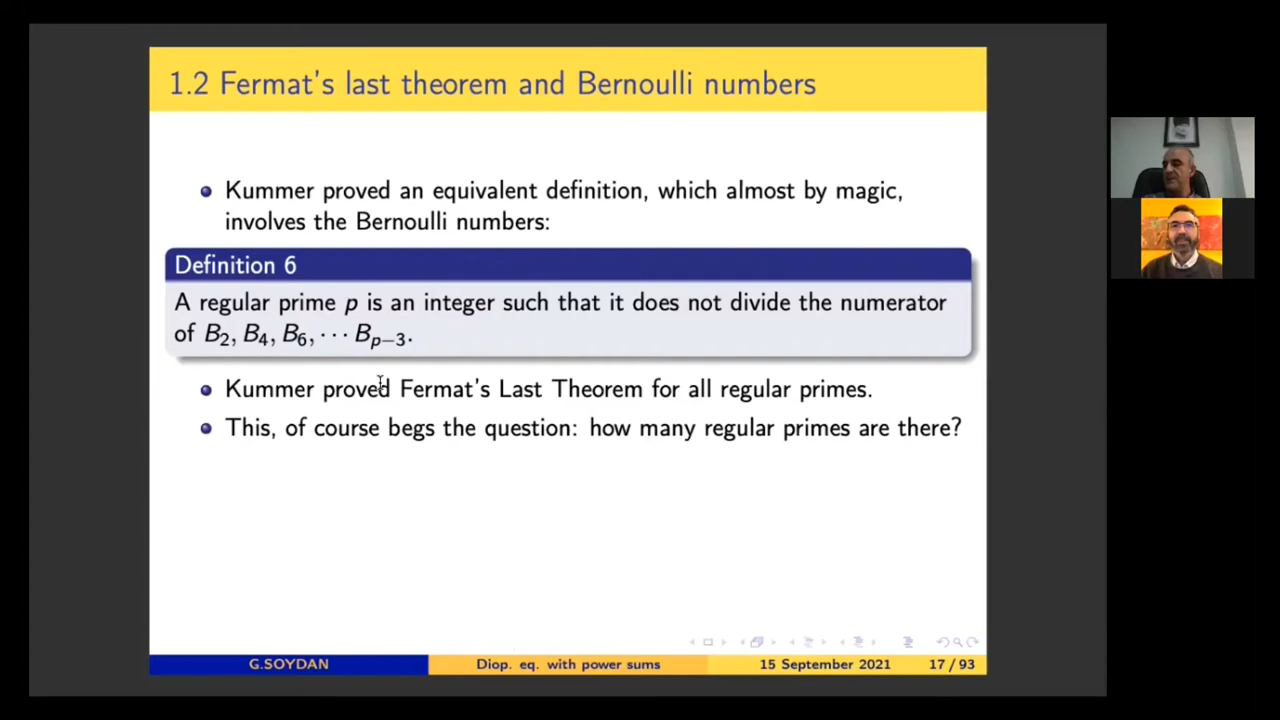 1.2 Fermat's last theorem and Bernoulli numbers
Kummer proved an equivalent definition, which almost by magic,
involves the Bernoulli numbers:
Definition 6
A regular prime p is an integer such that it does not divide the numerator
of B₂, B₄, B₆, ⋯ Bₚ₋₃.
Kummer proved Fermat's Last Theorem for all regular primes.
This, of course begs the question: how many regular primes are there?
G.SOYDAN Diop. eq. with power sums 15 September 2021 17 / 93